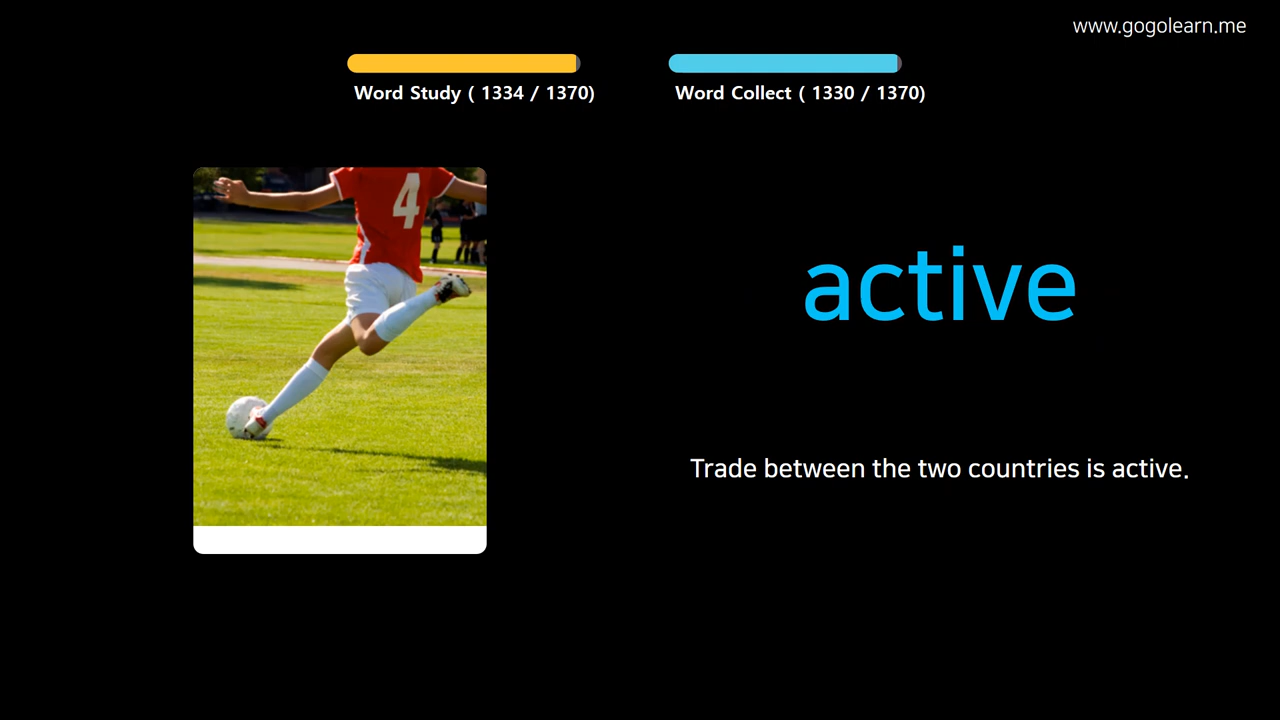 www.gogolearn.me
Word Study ( 1334 / 1370)
Word Collect ( 1330 / 1370)
4
active
Trade between the two countries is active.